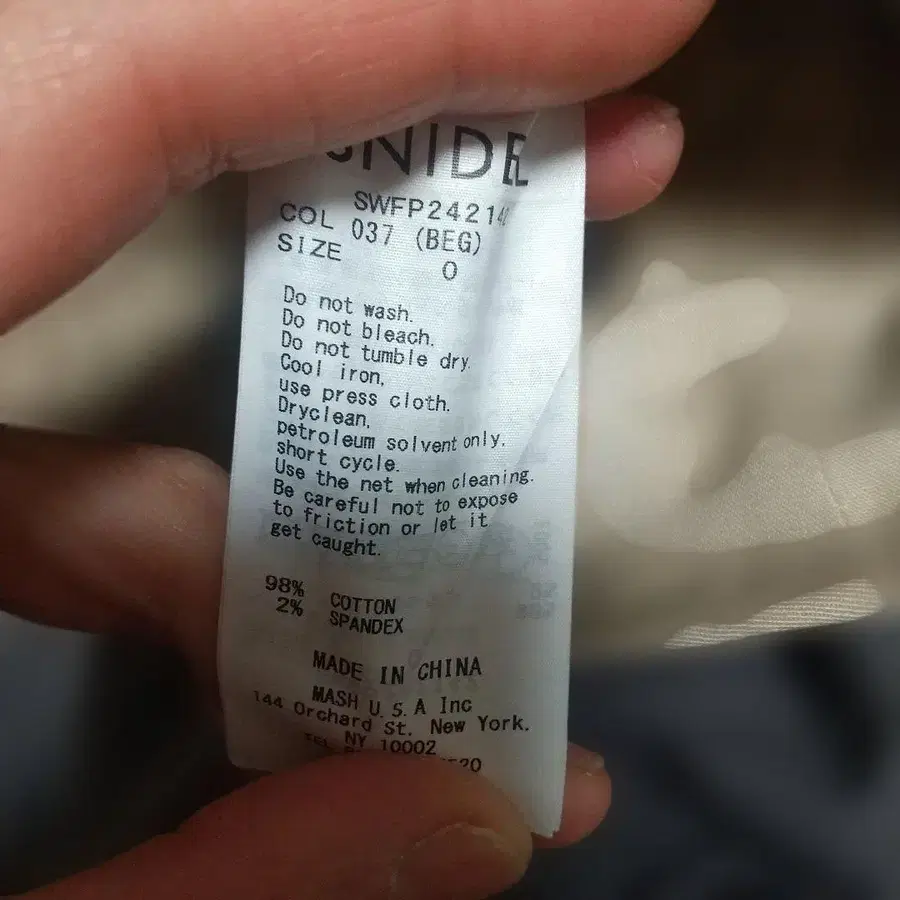 SNIDEL
SWFP2421
COL 037 (BEG)
SIZE 0
Do not wash.
Do not bleach.
Do not tumble dry.
Cool iron,
use press cloth.
Dryclean,
petroleum solvent only.
short cycle.
Use the net when cleaning.
Be careful not to expose
to friction or let it
get caught.
98% COTTON
2% SPANDEX
MADE IN CHINA
MASH U.S.A Inc
144 Orchard St. New York.
NY 10002